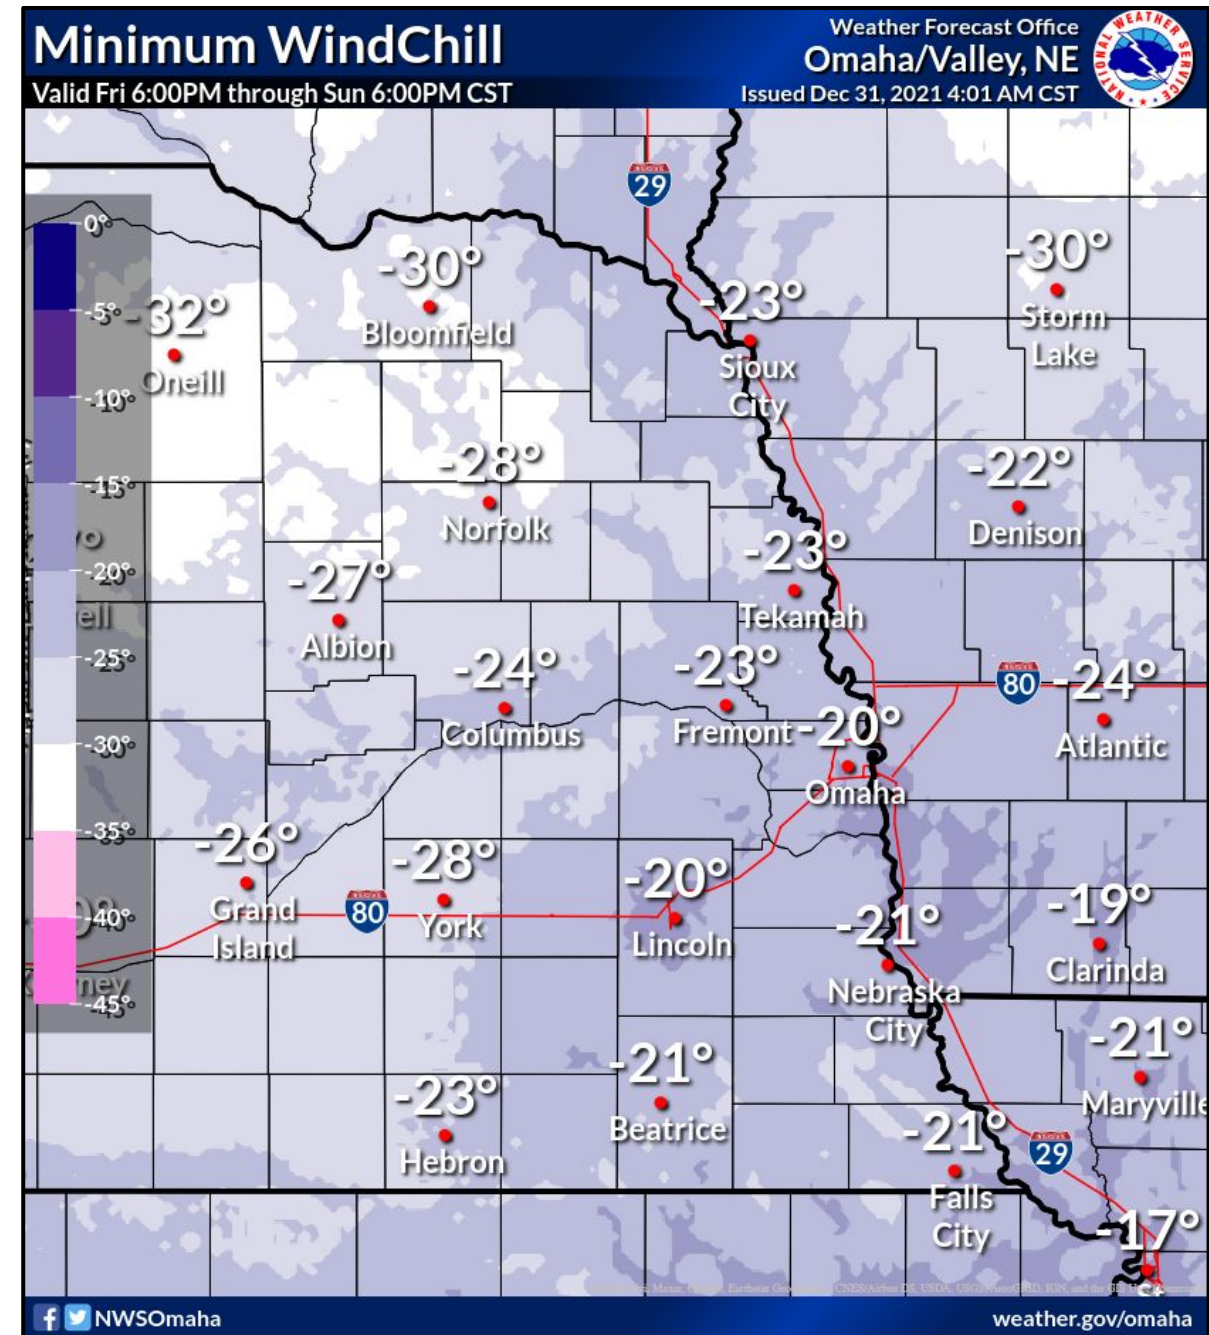 Minimum WindChill
Valid Fri 6:00PM through Sun 6:00PM CST
Weather Forecast Office
Omaha/Valley, NE
Issued Dec 31, 2021 4:01 AM CST
NATIONAL WEATHER SERVICE
29
0°
-5°
-10°
-15°
-20°
-25°
-30°
-35°
-40°
-45°
-32°
Oneill
-30°
Bloomfield
-23°
Sioux
City
-30°
Storm
Lake
-28°
Norfolk
-22°
Denison
-27°
Albion
-23°
Tekamah
-24°
Columbus
-23°
Fremont
80
-24°
Atlantic
-20°
Omaha
-26°
Grand
Island
80
-28°
York
-20°
Lincoln
-21°
Nebraska
City
-19°
Clarinda
-21°
Maryville
-23°
Hebron
-21°
Beatrice
-21°
Falls
City
29
-17°
NWSOmaha
weather.gov/omaha